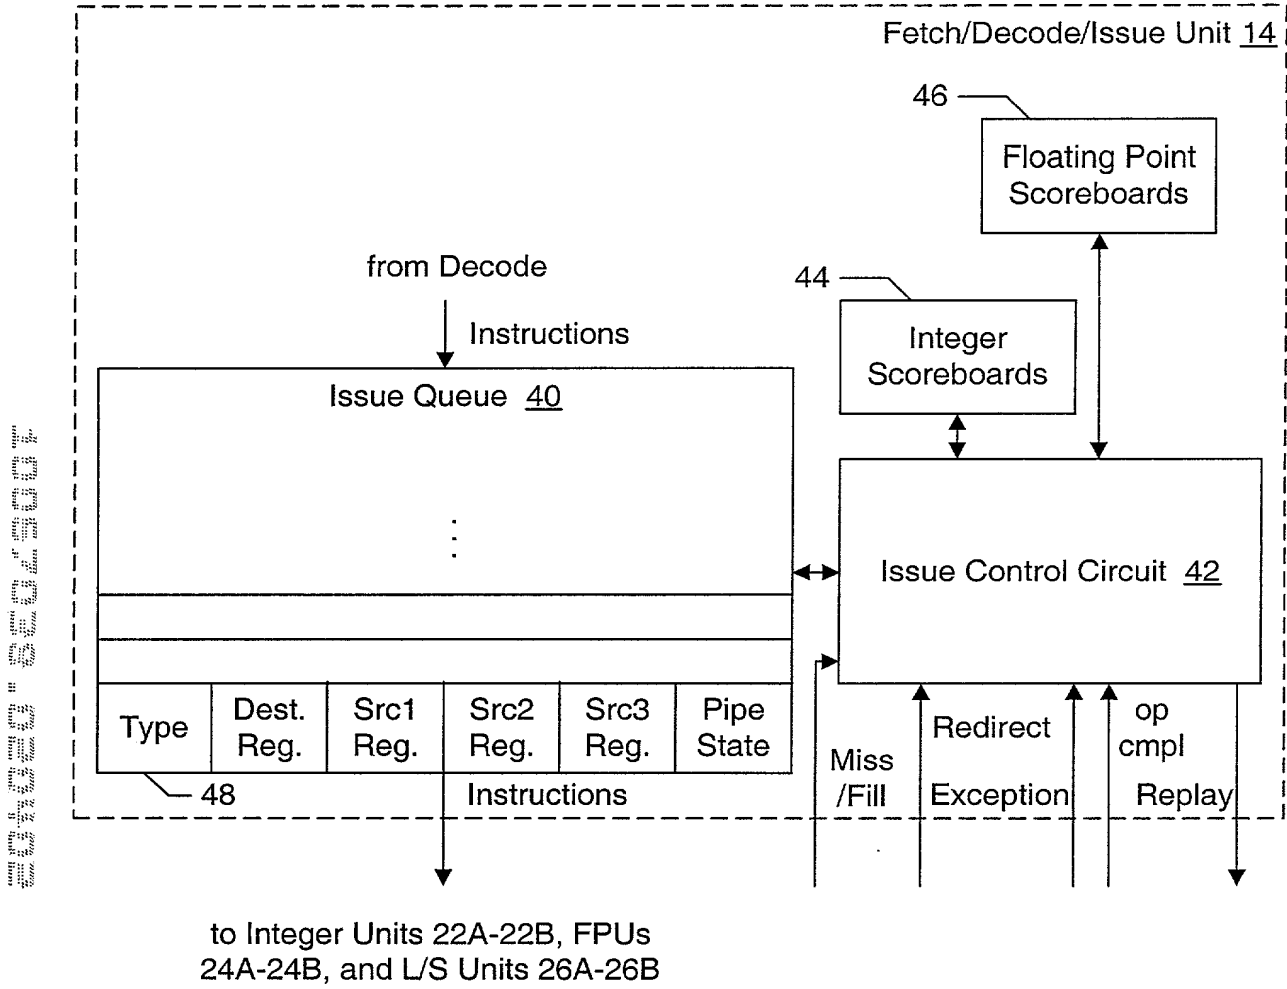 Fetch/Decode/Issue Unit 14
46
Floating Point
Scoreboards
from Decode
44
Instructions
Integer
Scoreboards
Issue Queue 40
Issue Control Circuit 42
Type
Dest.
Reg.
Src1
Reg.
Src2
Reg.
Src3
Reg.
Pipe
State
48
Instructions
Miss
/Fill
Redirect
Exception
op
cmpl
Replay
to Integer Units 22A-22B, FPUs
24A-24B, and L/S Units 26A-26B